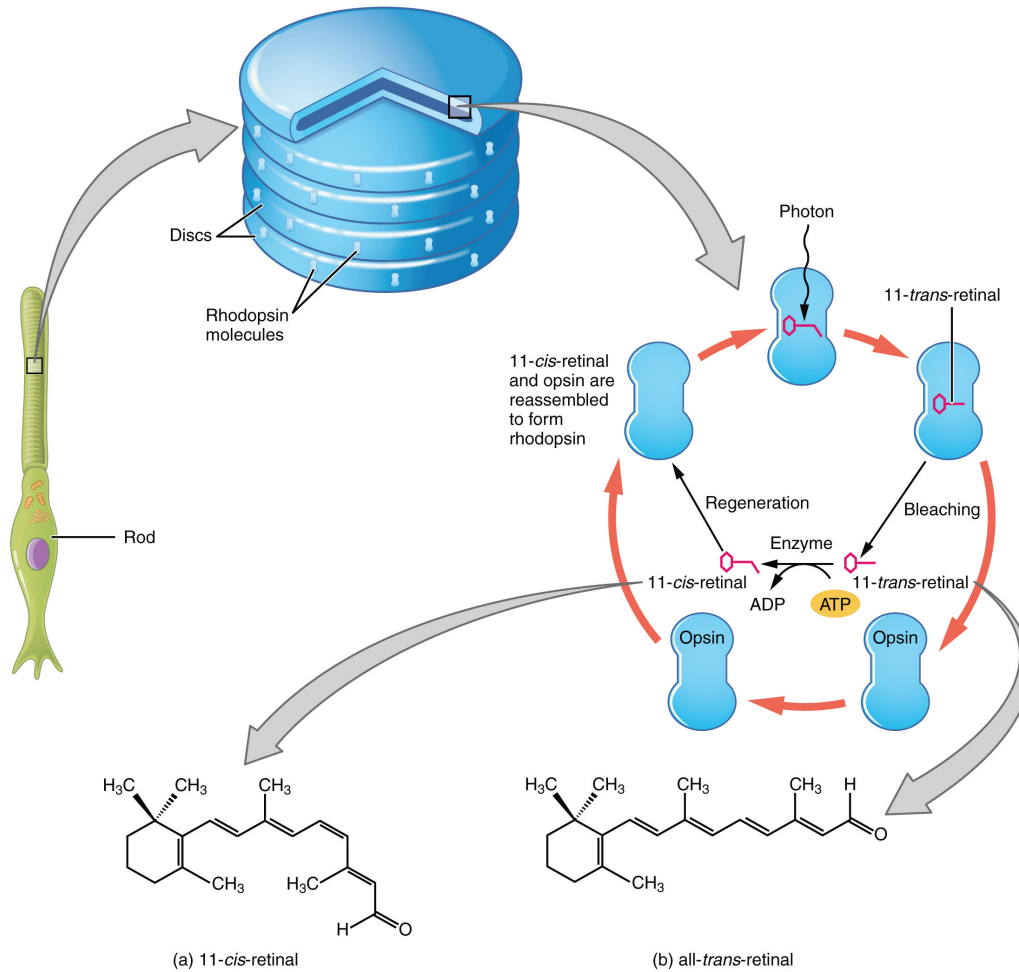 Photon
11-trans-retinal
Discs
Rhodopsin
molecules
11-cis-retinal
and opsin are
reassembled
to form
rhodopsin
Regeneration
Bleaching
Rod
Enzyme
11-cis-retinal
11-trans-retinal
ADP
ATP
Opsin
Opsin
H₃C
CH₃
CH₃
CH₃
H₃C
H
O
H₃C
CH₃
CH₃
CH₃
H
O
CH₃
(a) 11-cis-retinal
(b) all-trans-retinal